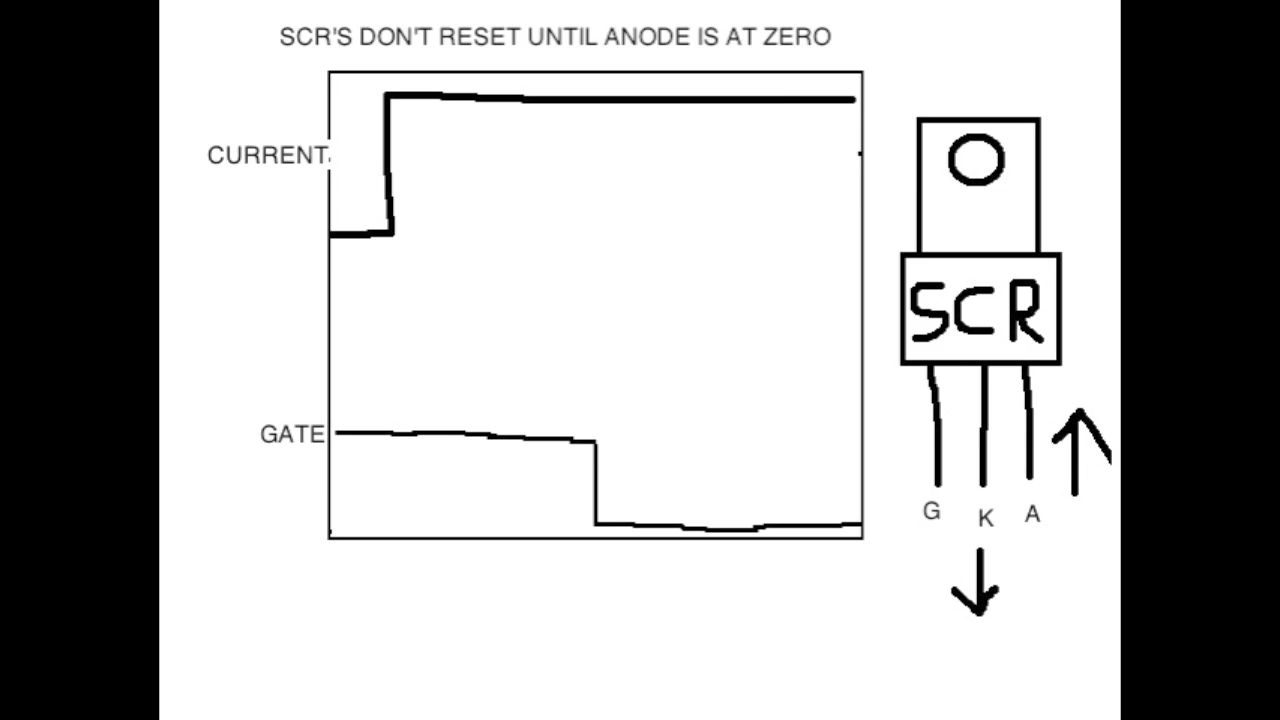 SCR'S DON'T RESET UNTIL ANODE IS AT ZERO
CURRENT
SCR
GATE
G K A